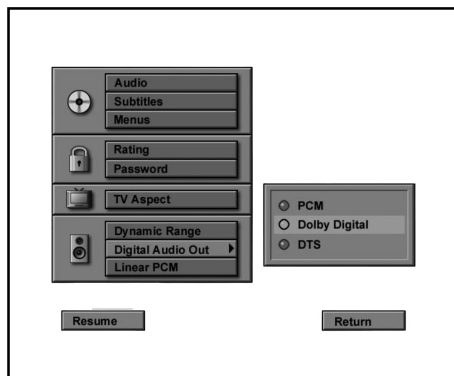 Audio
Subtitles
Menus
Rating
Password
TV Aspect
Dynamic Range
Digital Audio Out
Linear PCM
PCM
Dolby Digital
DTS
Resume
Return